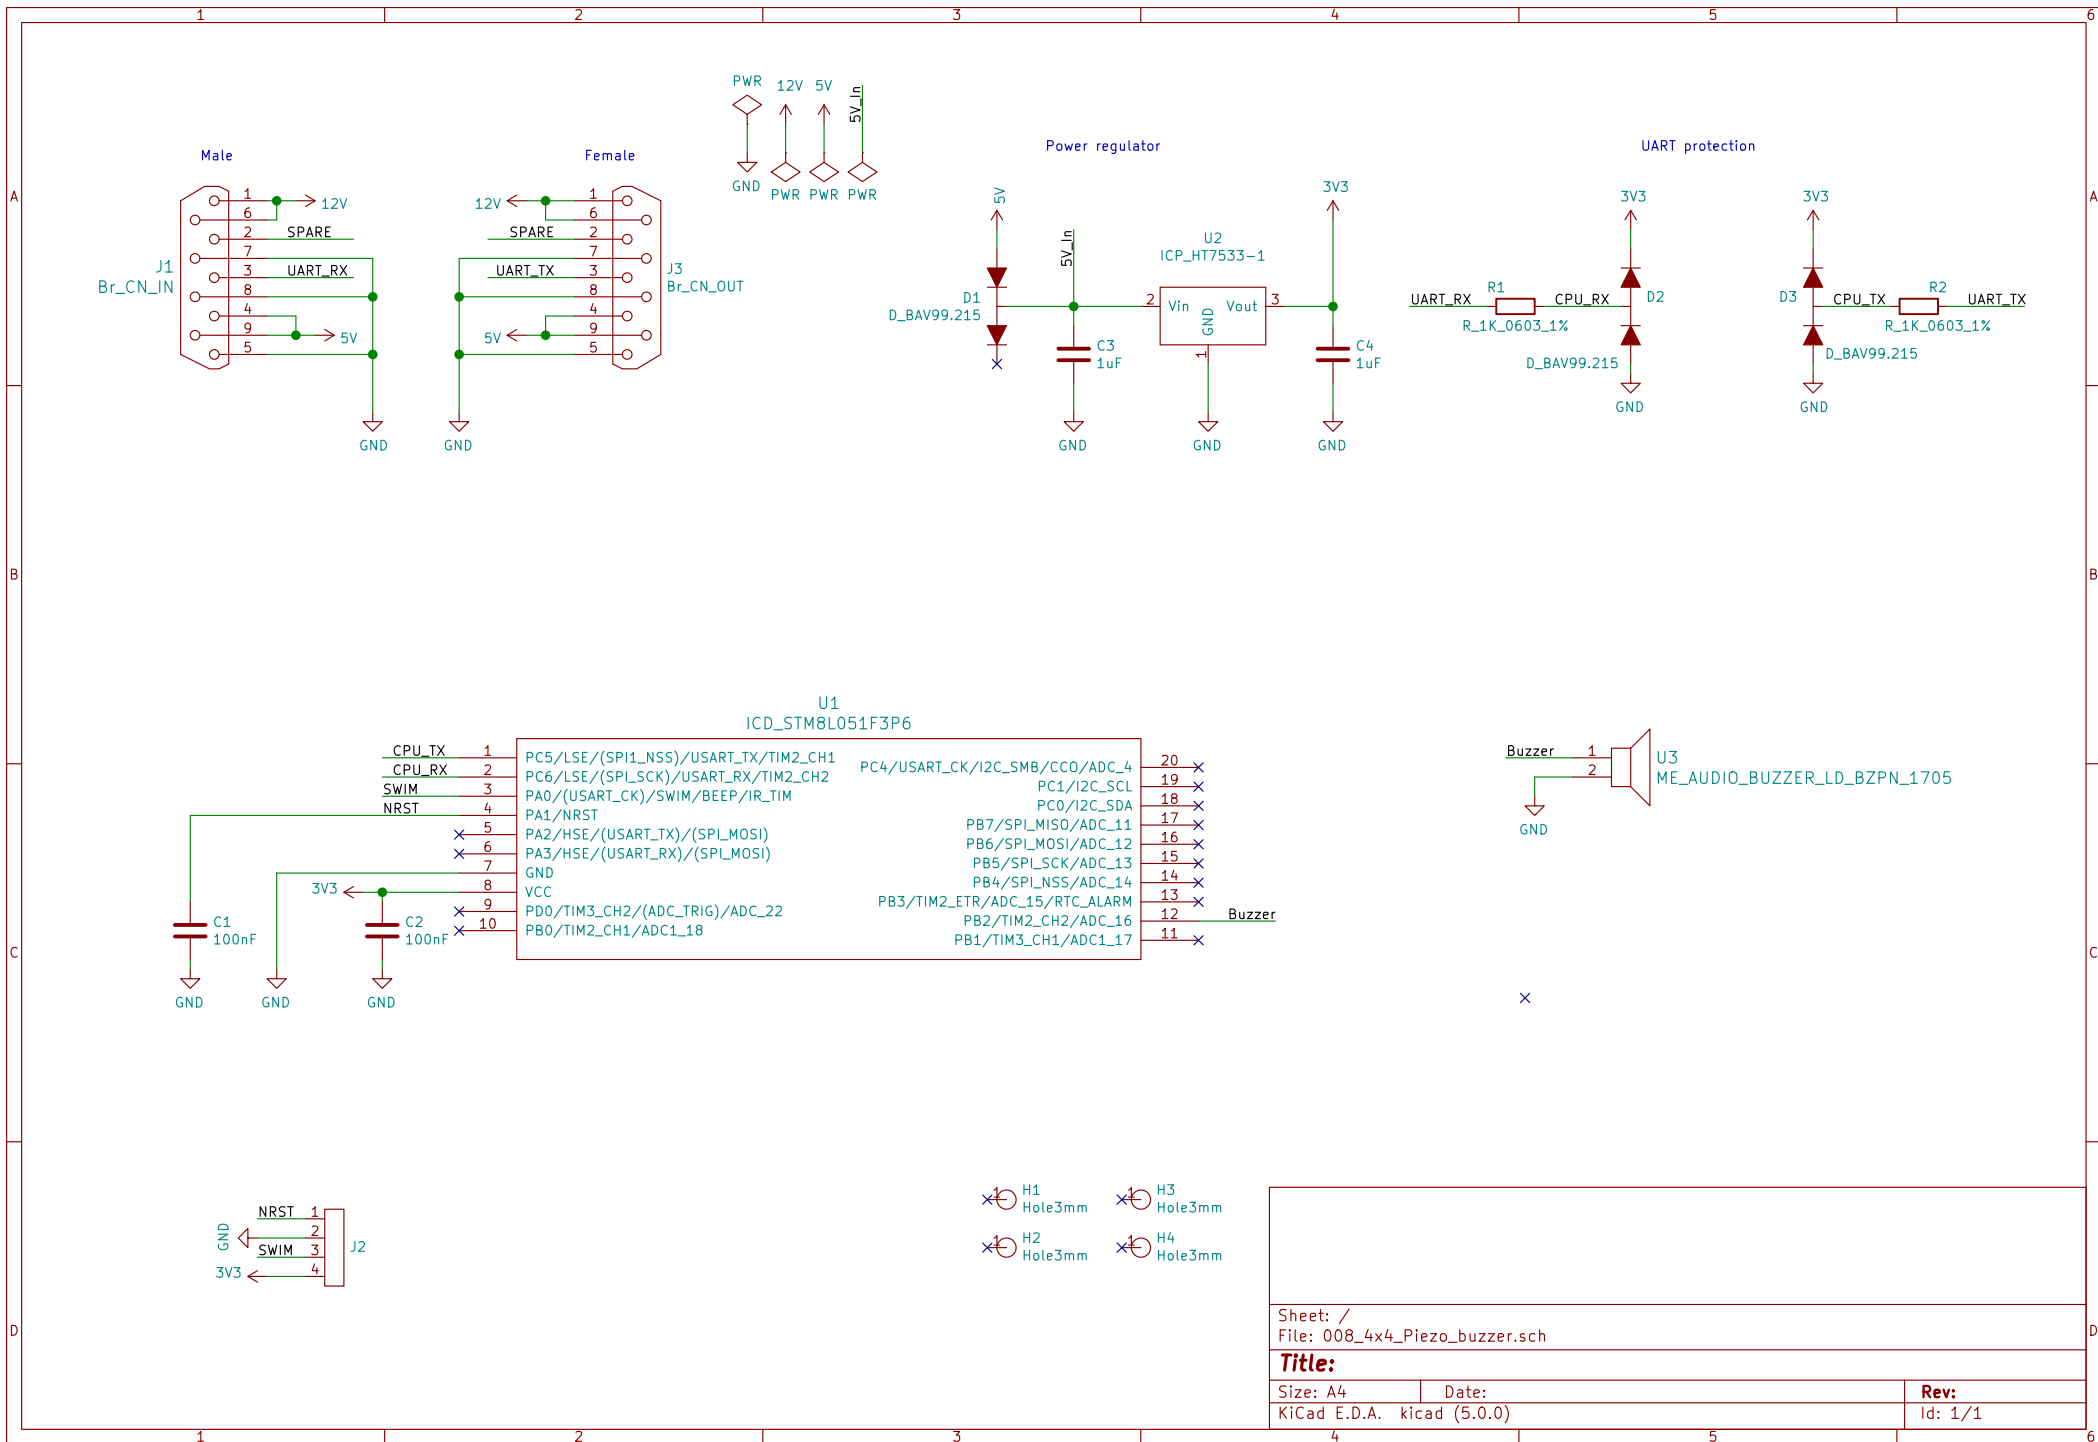 1 2 3 4 5 6
PWR 12V 5V 5V_In
GND PWR PWR PWR
Male
Female
Power regulator
UART protection
A A
J1
Br_CN_IN
1 12V
6
2 SPARE
7
3 UART_RX
8
4
9 5V
5
GND
12V 1
6
SPARE 2
7
UART_TX 3
8
4
5V 9
5
J3
Br_CN_OUT
GND
5V
D1
D_BAV99.215
5V_In
C3
1uF
GND
U2
ICP_HT7533-1
2 Vin Vout 3
GND
1
GND
3V3
C4
1uF
GND
UART_RX
R1
R_1K_0603_1%
CPU_RX
3V3
D2
D_BAV99.215
GND
3V3
D3
D_BAV99.215
GND
CPU_TX
R2
R_1K_0603_1%
UART_TX
B B
U1
ICD_STM8L051F3P6
CPU_TX 1 PC5/LSE/(SPI1_NSS)/USART_TX/TIM2_CH1
CPU_RX 2 PC6/LSE/(SPI_SCK)/USART_RX/TIM2_CH2
SWIM 3 PA0/(USART_CK)/SWIM/BEEP/IR_TIM
NRST 4 PA1/NRST
5 PA2/HSE/(USART_TX)/(SPI_MOSI)
6 PA3/HSE/(USART_RX)/(SPI_MOSI)
7 GND
3V3 8 VCC
9 PD0/TIM3_CH2/(ADC_TRIG)/ADC_22
10 PB0/TIM2_CH1/ADC1_18
PC4/USART_CK/I2C_SMB/CCO/ADC_4 20
PC1/I2C_SCL 19
PC0/I2C_SDA 18
PB7/SPI_MISO/ADC_11 17
PB6/SPI_MOSI/ADC_12 16
PB5/SPI_SCK/ADC_13 15
PB4/SPI_NSS/ADC_14 14
PB3/TIM2_ETR/ADC_15/RTC_ALARM 13
PB2/TIM2_CH2/ADC_16 12 Buzzer
PB1/TIM3_CH1/ADC1_17 11
C1
100nF
C2
100nF
GND GND GND
Buzzer 1
2
U3
ME_AUDIO_BUZZER_LD_BZPN_1705
GND
C C
NRST 1
GND 2
SWIM 3
3V3 4
J2
1 H1
Hole3mm
1 H3
Hole3mm
1 H2
Hole3mm
1 H4
Hole3mm
D D
Sheet: /
File: 008_4x4_Piezo_buzzer.sch
Title:
Size: A4 Date: Rev:
KiCad E.D.A. kicad (5.0.0) Id: 1/1
1 2 3 4 5 6